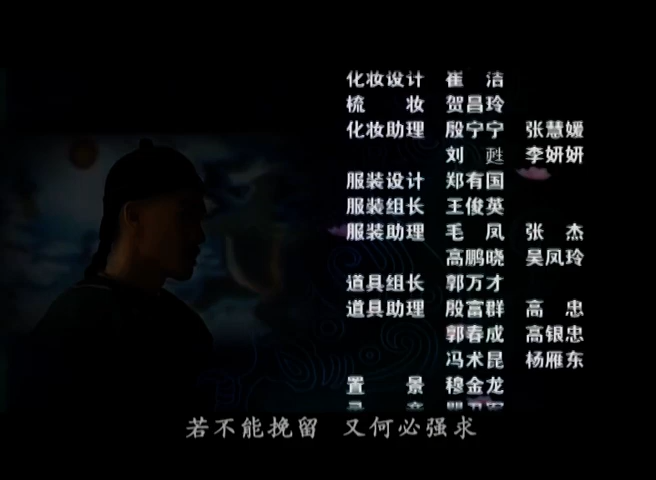 化妆设计 崔 洁
梳 妆 贺昌玲
化妆助理 殷宁宁 张慧媛
刘 甦 李妍妍
服装设计 郑有国
服装组长 王俊英
服装助理 毛 凤 张 杰
高鹏晓 吴凤玲
道具组长 郭万才
道具助理 殷富群 高 忠
郭春成 高银忠
冯术昆 杨雁东
置 景 穆金龙
若不能挽留 又何必强求